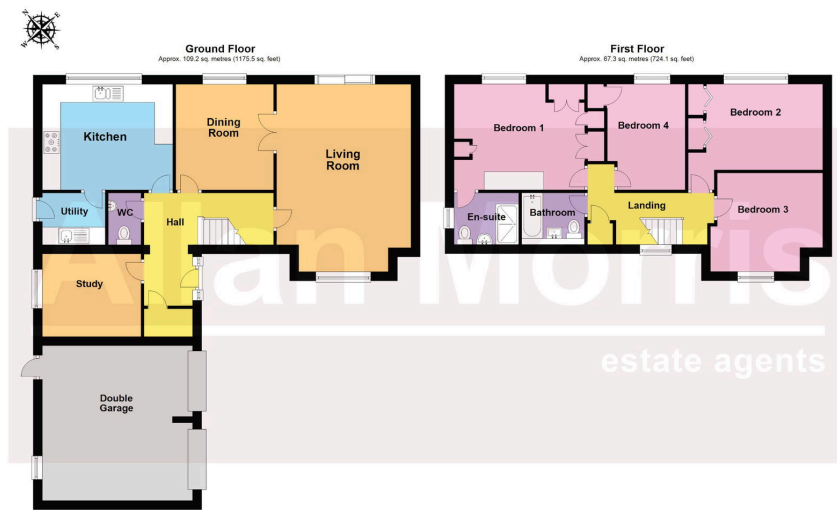 N
E
W
S
Ground Floor
Approx. 109.2 sq. metres (1175.5 sq. feet)
First Floor
Approx. 67.3 sq. metres (724.1 sq. feet)
Kitchen
Dining
Room
Living
Room
Utility
WC
Hall
Study
Double
Garage
Bedroom 1
Bedroom 4
Bedroom 2
En-suite
Bathroom
Landing
Bedroom 3
Allan Morris
estate agents